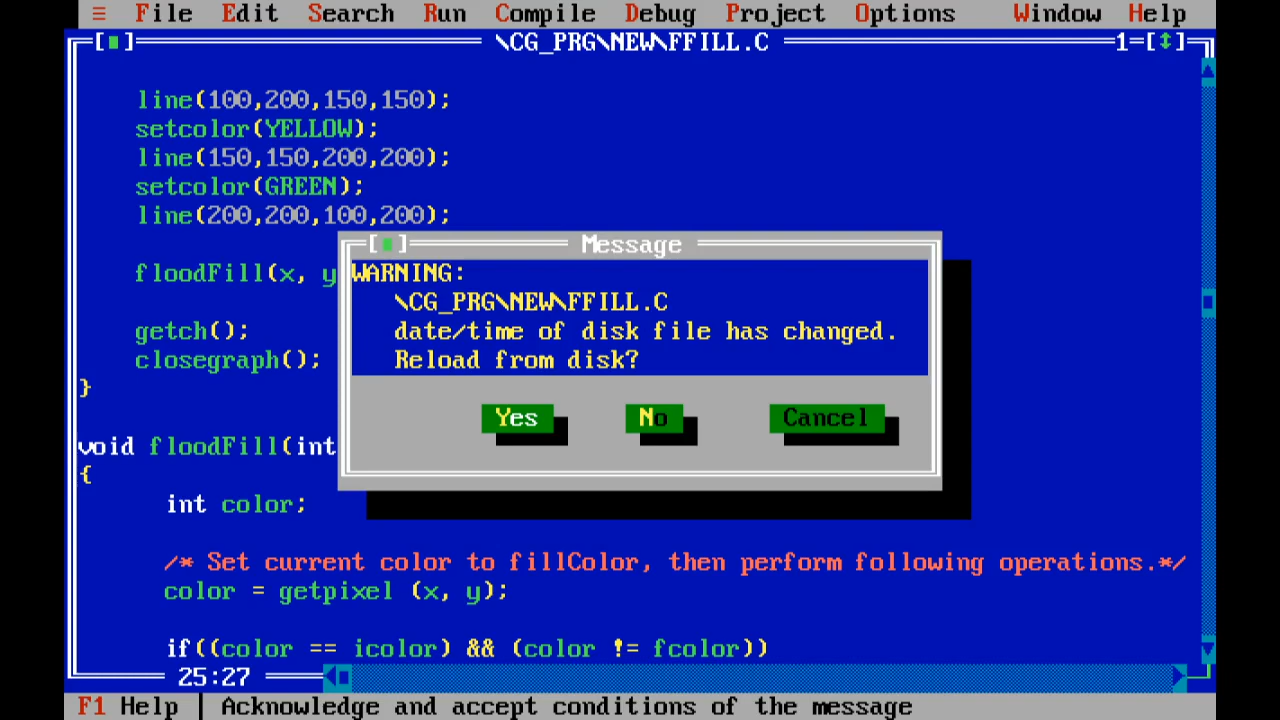 ≡ File Edit Search Run Compile Debug Project Options Window Help
[■] \CG_PRG\NEW\FFILL.C 1=[↕]
line(100,200,150,150);
setcolor(YELLOW);
line(150,150,200,200);
setcolor(GREEN);
line(200,200,100,200);
[■] Message
floodFill(x, y
WARNING:
\CG_PRG\NEW\FFILL.C
date/time of disk file has changed.
Reload from disk?
Yes No Cancel
getch();
closegraph();
}
void floodFill(int
{
int color;
/* Set current color to fillColor, then perform following operations.*/
color = getpixel (x, y);
if((color == icolor) && (color != fcolor))
25:27
F1 Help │ Acknowledge and accept conditions of the message